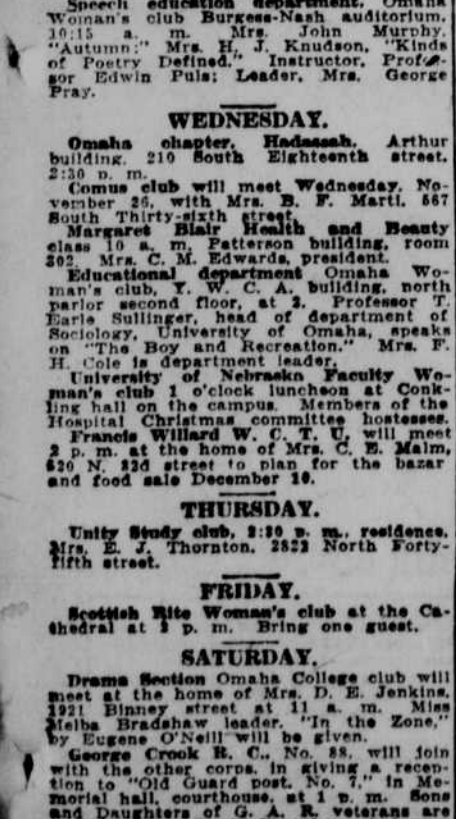 Speech education department, Omaha
Woman's club Burgess-Nash auditorium,
10:15 a. m. Mrs. John Murphy,
"Autumn;" Mrs. H. J. Knudson, "Kinds
of Poetry Defined." Instructor, Profes-
sor Edwin Puls; Leader, Mrs. George
Pray.
WEDNESDAY.
Omaha chapter, Hadassah, Arthur
building, 210 South Eighteenth street,
2:30 p. m.
Comus club will meet Wednesday, No-
vember 26, with Mrs. B. F. Marti, 567
South Thirty-sixth street.
Margaret Blair Health and Beauty
class 10 a. m. Patterson building, room
302. Mrs. C. M. Edwards, president.
Educational department Omaha Wo-
man's club, Y. W. C. A. building, north
parlor second floor, at 2. Professor T.
Earle Sullinger, head of department of
Sociology, University of Omaha, speaks
on "The Boy and Recreation." Mrs. F.
H. Cole is department leader.
University of Nebraska Faculty Wo-
man's club 1 o'clock luncheon at Conk-
ling hall on the campus. Members of the
Hospital Christmas committee hostesses.
Francis Willard W. C. T. U. will meet
2 p. m. at the home of Mrs. C. E. Malm,
N. street to plan for the bazar
and food sale December 10.
THURSDAY.
Unity Study club, p. m., residence,
Mrs. E. J. Thornton, North Forty-
fifth street.
FRIDAY.
Scottish Rite Woman's club at the Ca-
thedral at p. m. Bring one guest.
SATURDAY.
Drama Section Omaha College club will
meet at the home of Mrs. D. E. Jenkins,
1921 Binney street at 11 a. m. Miss
Melba Bradshaw leader. "In the Zone,"
by Eugene O'Neill will be given.
George Crook R. C., No. 88, will join
with the other corps, in giving a recep-
tion to "Old Guard post, No. 7," in Me-
morial hall, courthouse, at 1 p. m. Sons
and Daughters of G. A. R. veterans are